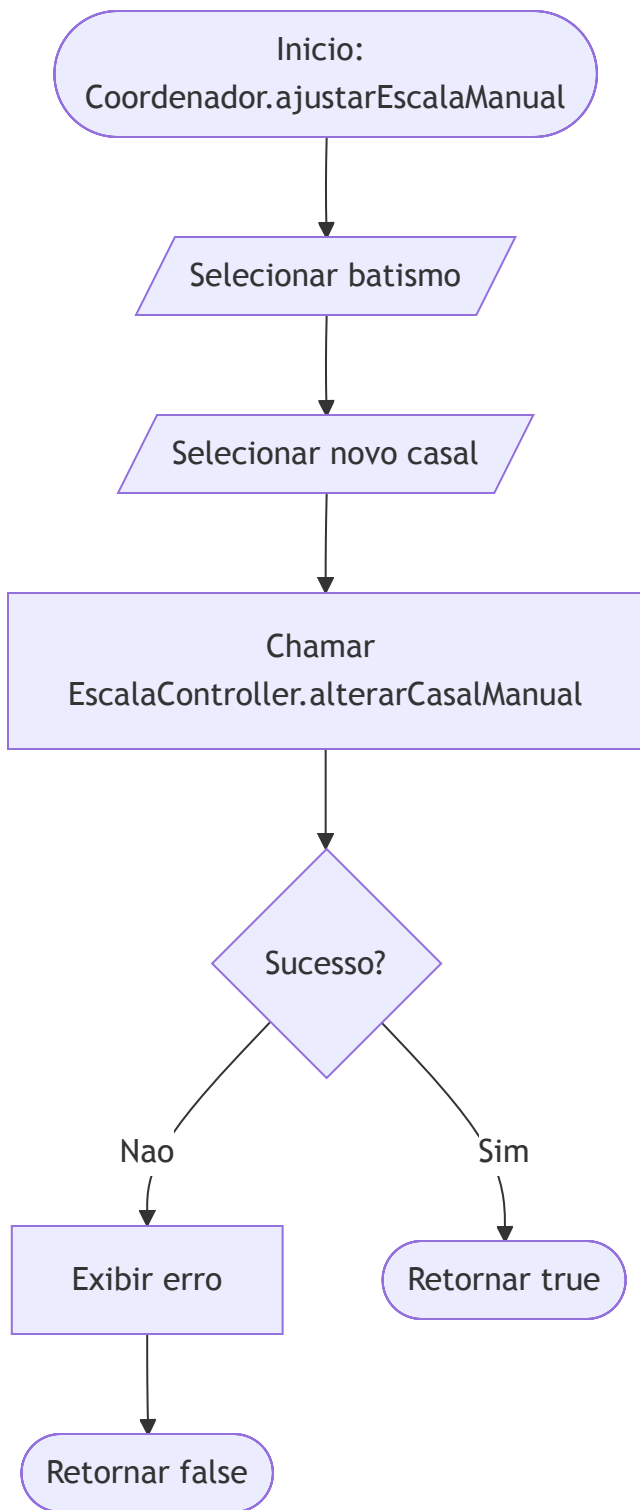 Inicio:
Coordenador.ajustarEscalaManual
Selecionar batismo
Selecionar novo casal
Chamar
EscalaController.alterarCasalManual
Sucesso?
Nao
Sim
Exibir erro
Retornar true
Retornar false